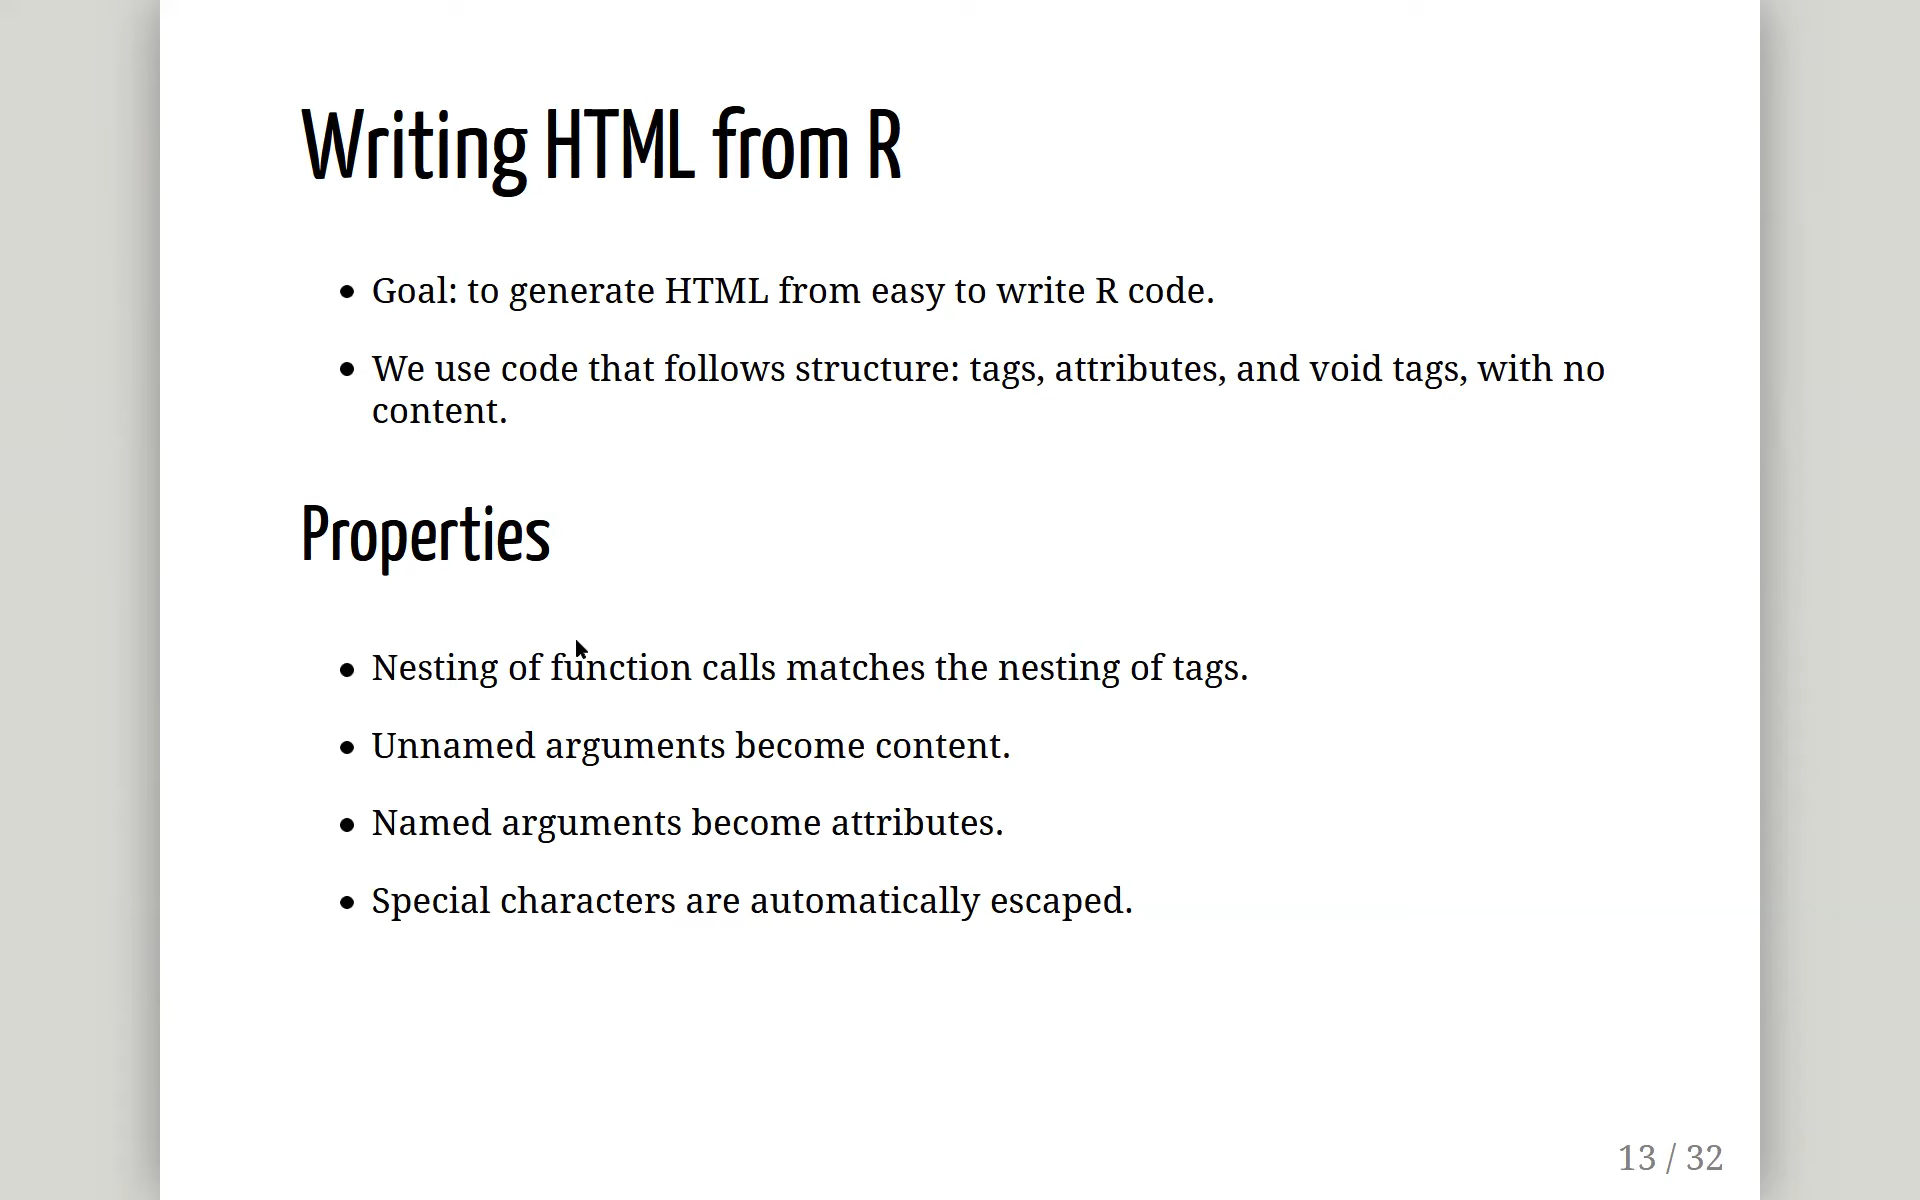 Writing HTML from R
• Goal: to generate HTML from easy to write R code.
• We use code that follows structure: tags, attributes, and void tags, with no
content.
Properties
• Nesting of function calls matches the nesting of tags.
• Unnamed arguments become content.
• Named arguments become attributes.
• Special characters are automatically escaped.
13 / 32